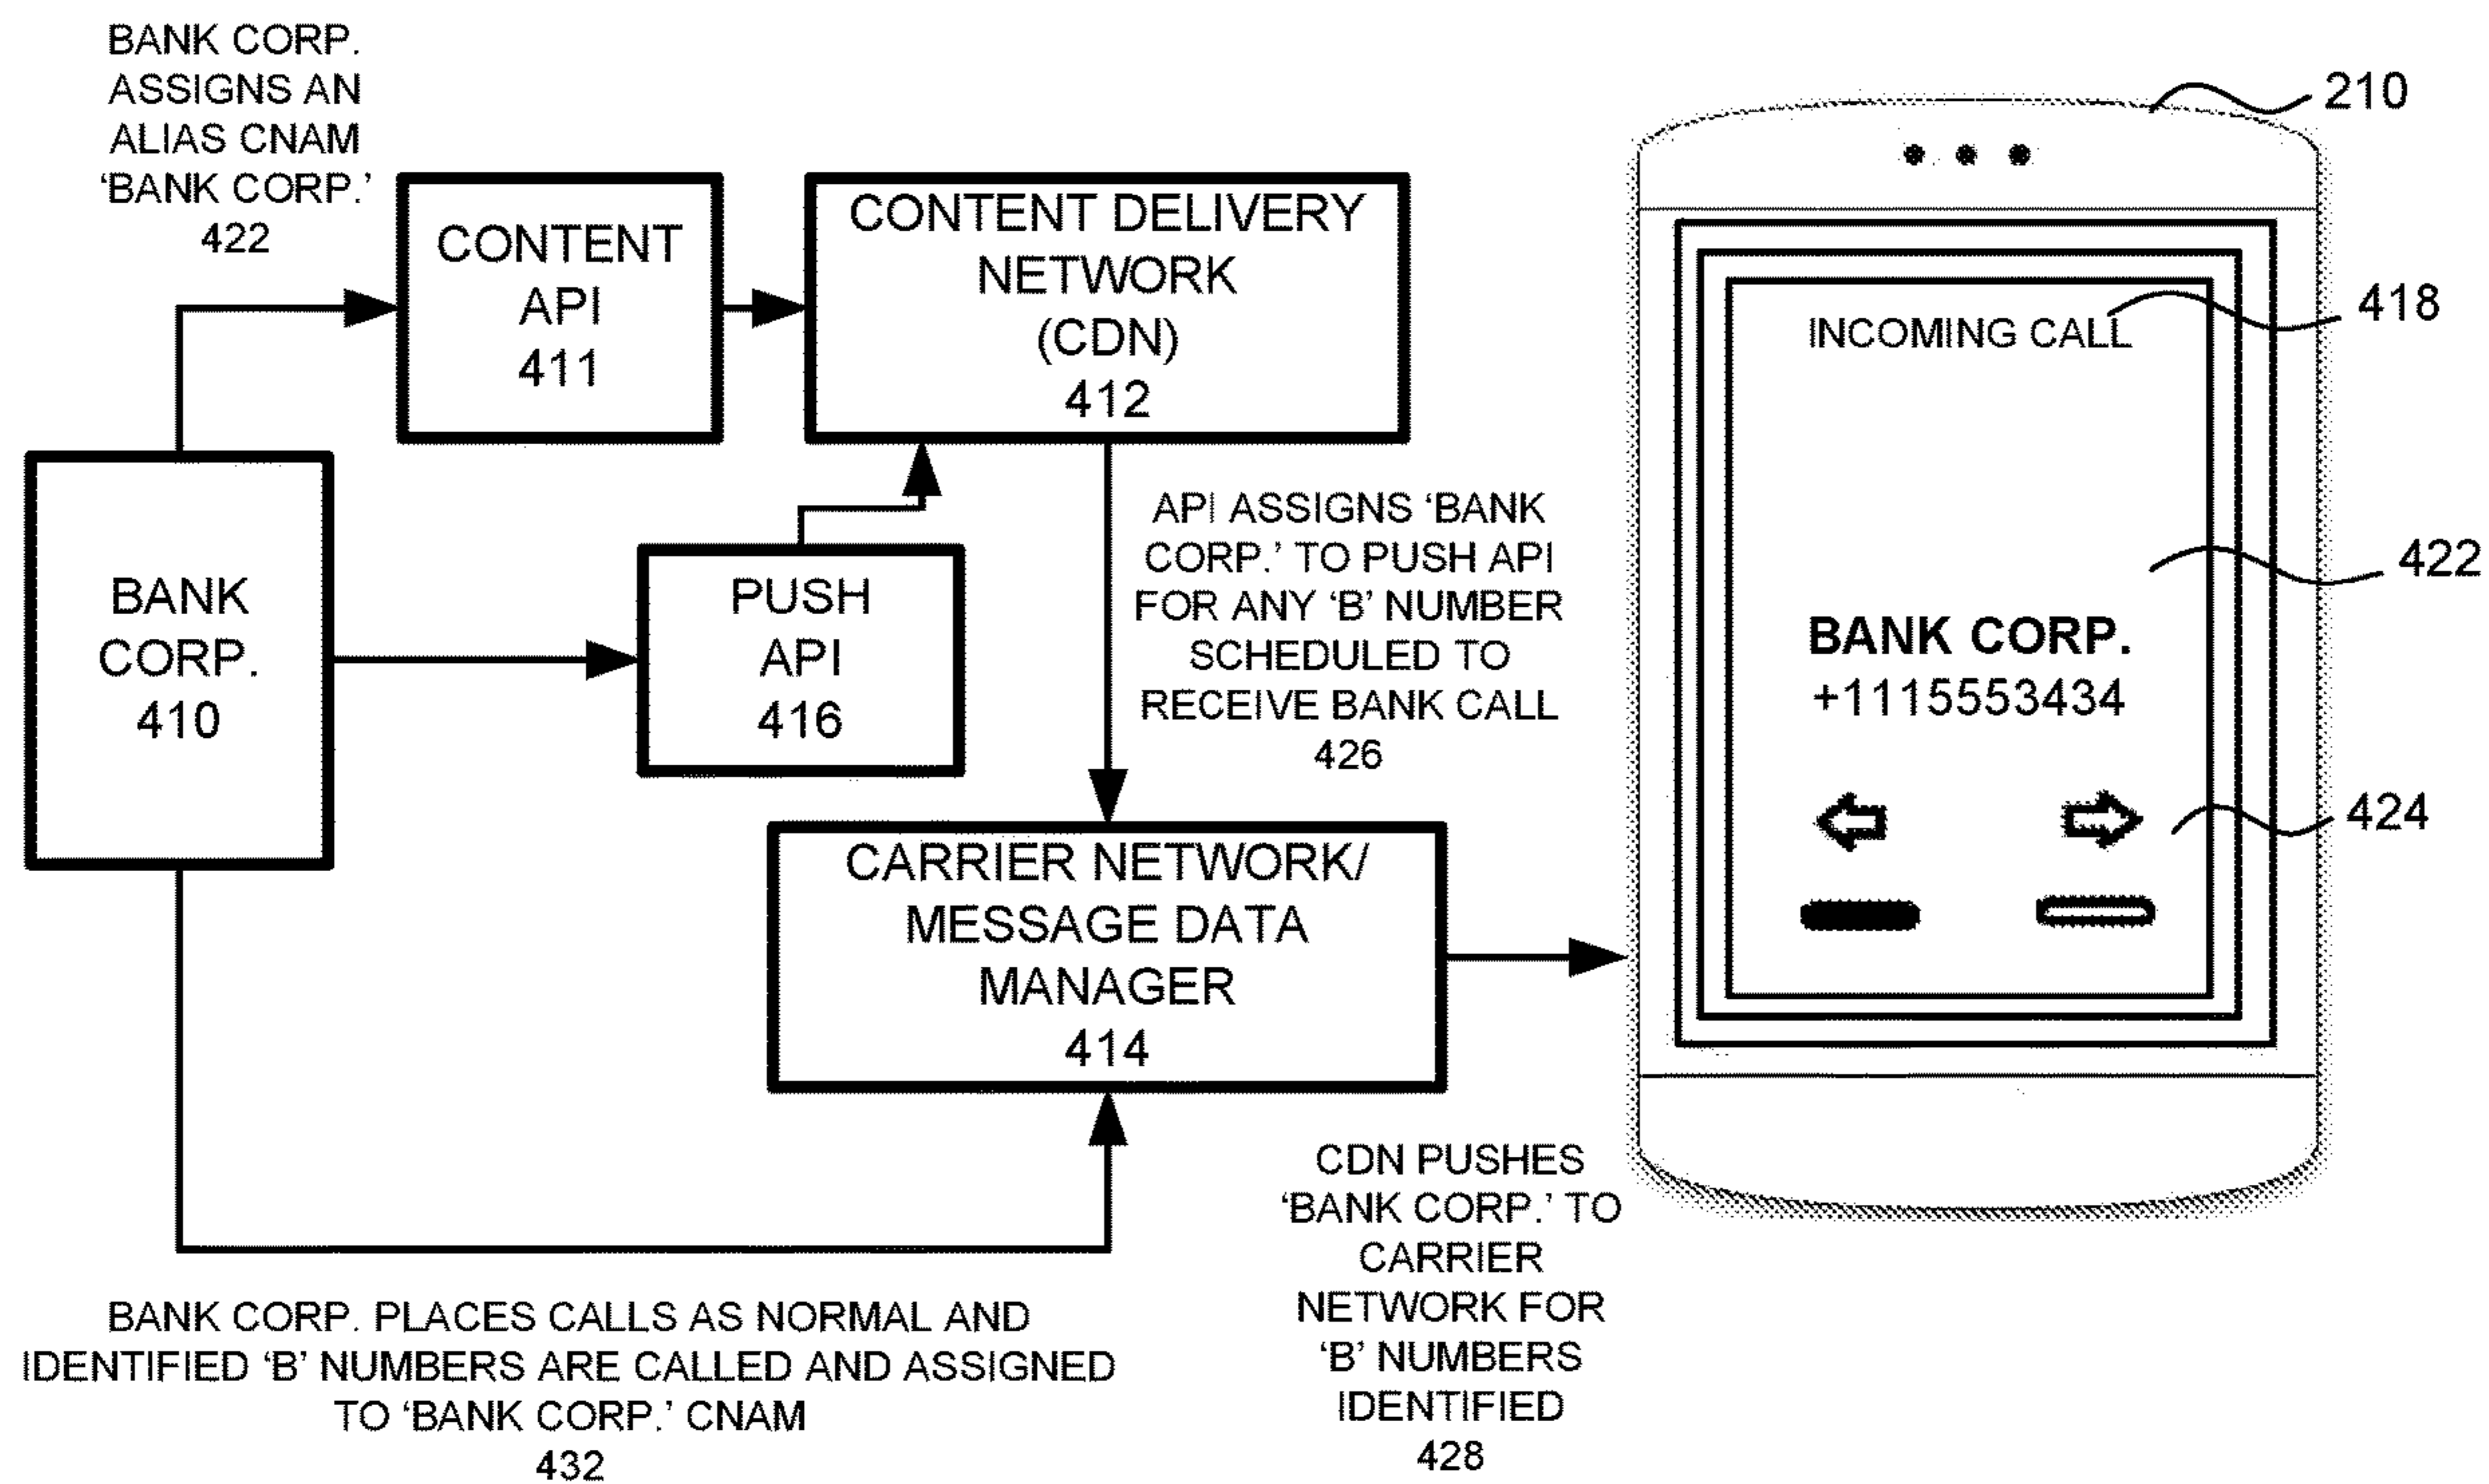 BANK CORP.
ASSIGNS AN
ALIAS CNAM
‘BANK CORP.’
422
CONTENT
API
411
CONTENT DELIVERY
NETWORK
(CDN)
412
BANK
CORP.
410
PUSH
API
416
API ASSIGNS ‘BANK
CORP.’ TO PUSH API
FOR ANY ‘B’ NUMBER
SCHEDULED TO
RECEIVE BANK CALL
426
CARRIER NETWORK/
MESSAGE DATA
MANAGER
414
BANK CORP. PLACES CALLS AS NORMAL AND
IDENTIFIED ‘B’ NUMBERS ARE CALLED AND ASSIGNED
TO ‘BANK CORP.’ CNAM
432
CDN PUSHES
‘BANK CORP.’ TO
CARRIER
NETWORK FOR
‘B’ NUMBERS
IDENTIFIED
428
210
INCOMING CALL
418
422
BANK CORP.
+1115553434
424